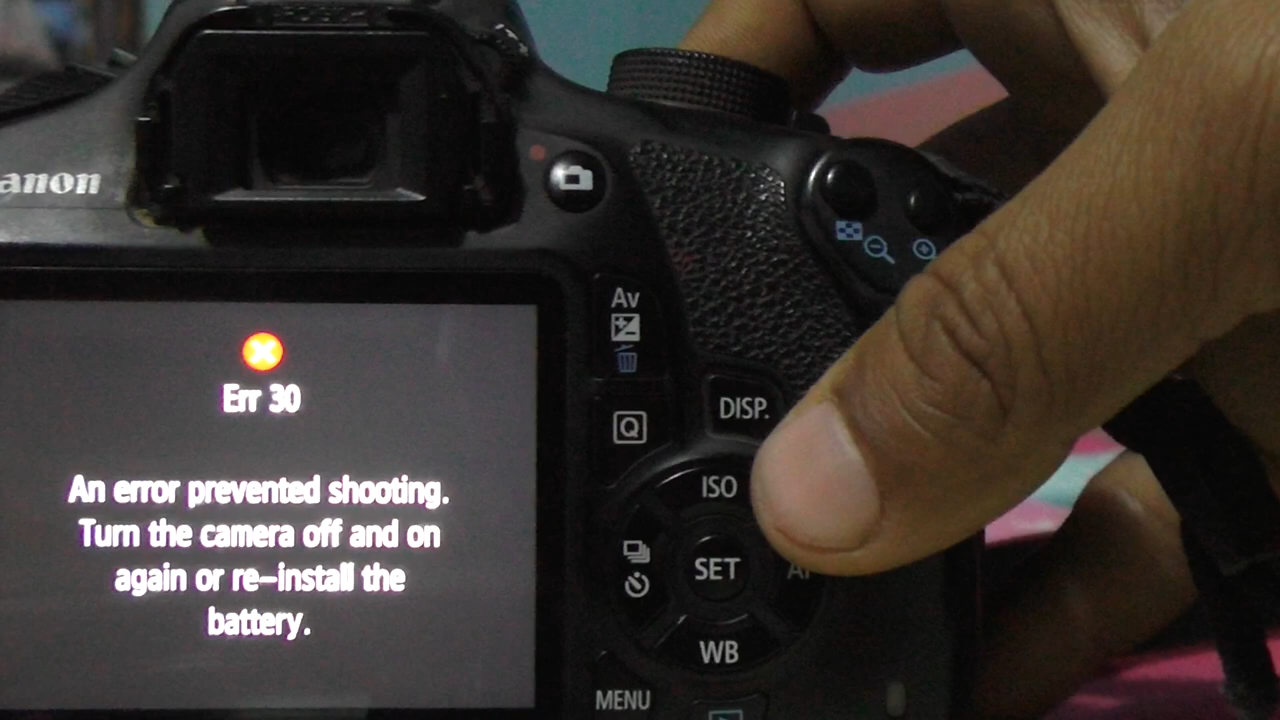 anon
Err 30
An error prevented shooting.
Turn the camera off and on
again or re-install the
battery.
Av
Q
DISP.
ISO
SET
AF
WB
MENU